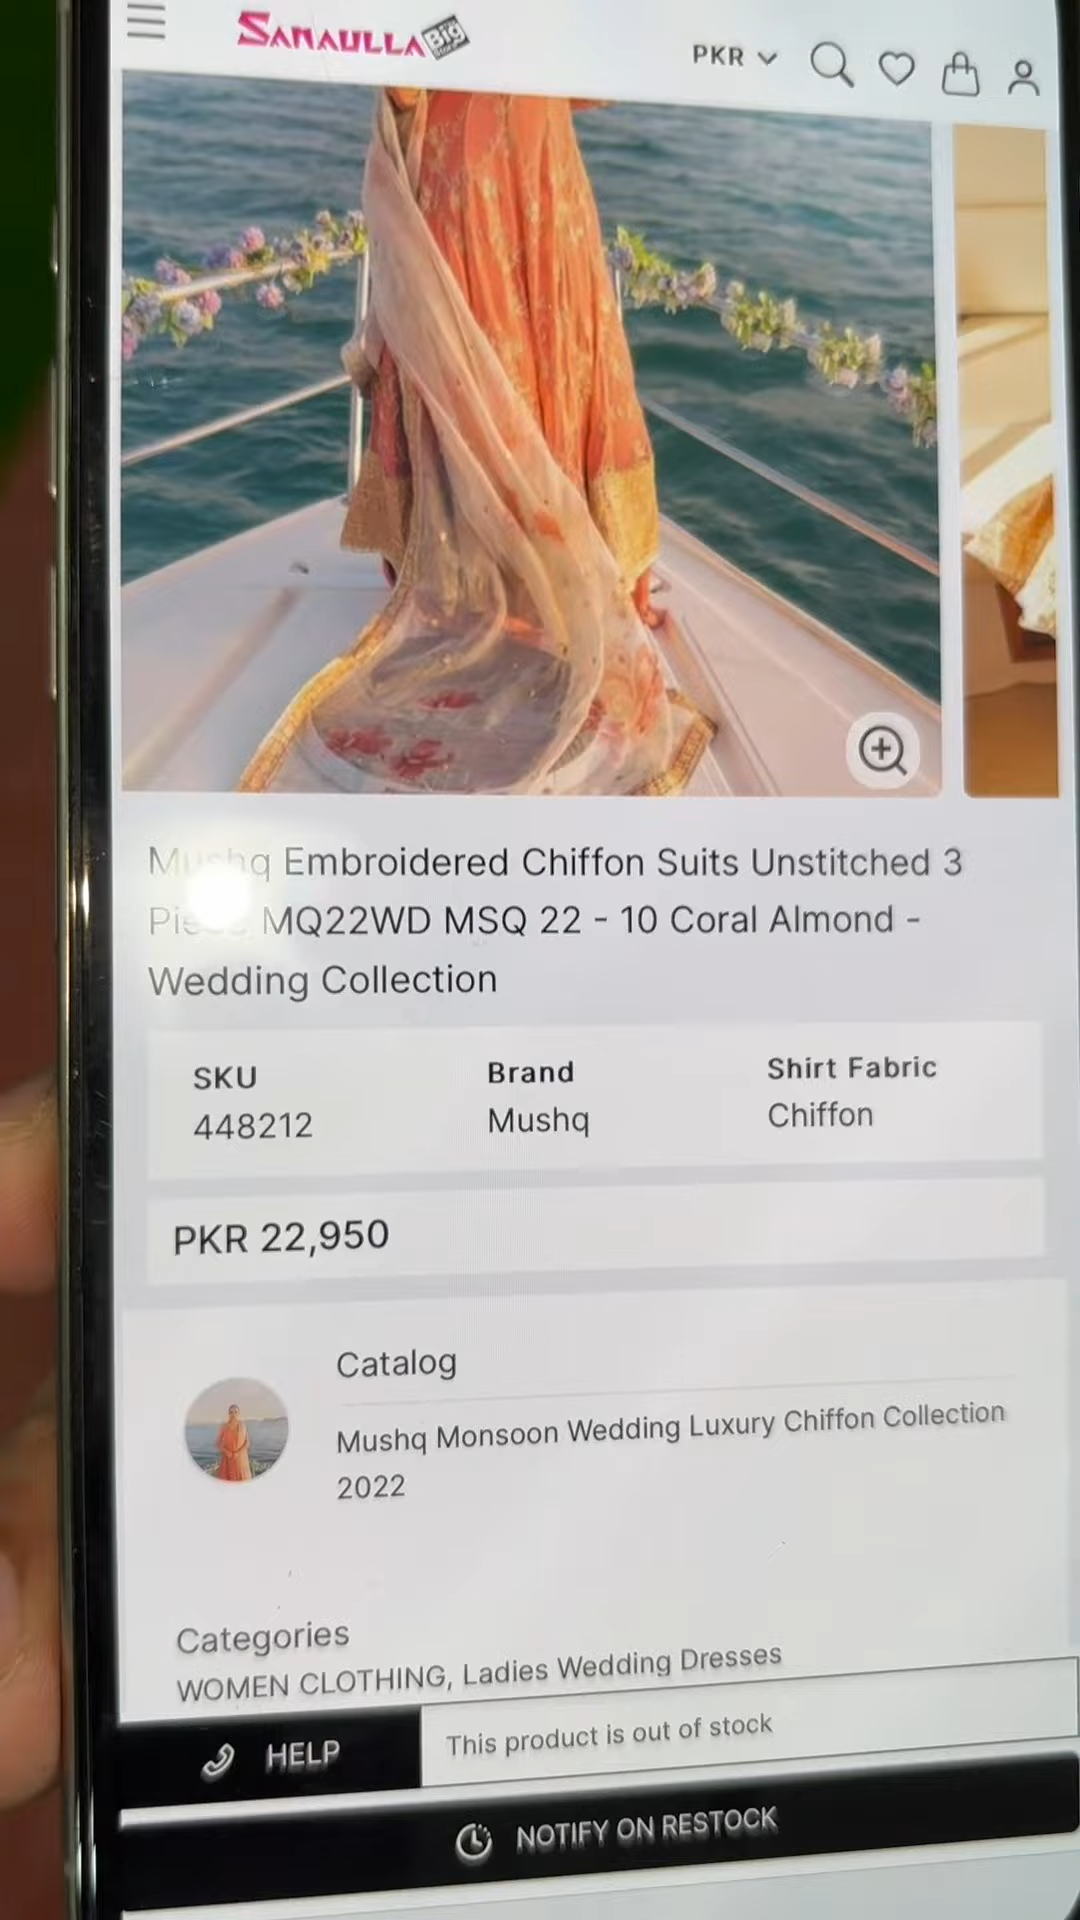 SANAULLA Big
PKR
Mushq Embroidered Chiffon Suits Unstitched 3
MQ22WD MSQ 22 - 10 Coral Almond -
Wedding Collection
SKU
448212
Brand
Mushq
Shirt Fabric
Chiffon
PKR 22,950
Catalog
Mushq Monsoon Wedding Luxury Chiffon Collection
2022
Categories
WOMEN CLOTHING, Ladies Wedding Dresses
HELP
This product is out of stock
NOTIFY ON RESTOCK